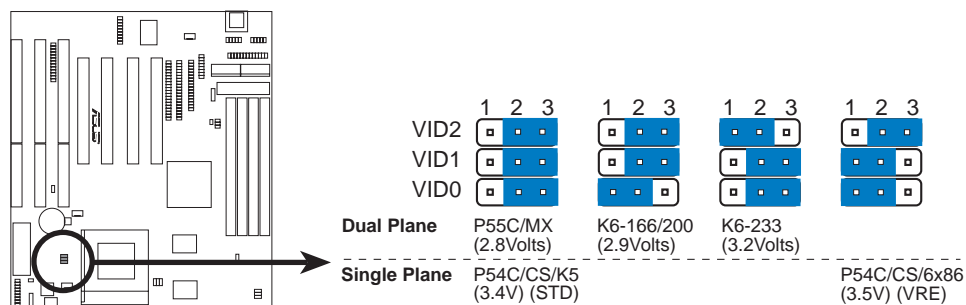 ASUS
1 2 3 1 2 3 1 2 3 1 2 3
VID2
VID1
VID0
Dual Plane P55C/MX K6-166/200 K6-233
(2.8Volts) (2.9Volts) (3.2Volts)
Single Plane P54C/CS/K5 P54C/CS/6x86
(3.4V) (STD) (3.5V) (VRE)